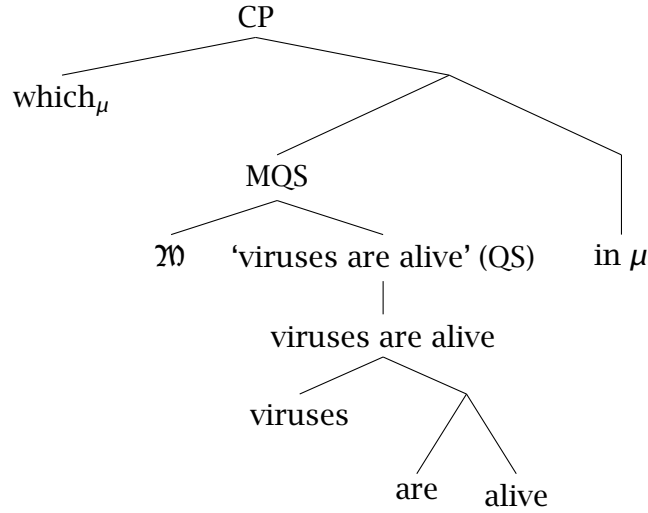 CP
which_μ
MQS
𝔐 ‘viruses are alive’ (QS) in μ
viruses are alive
viruses
are alive